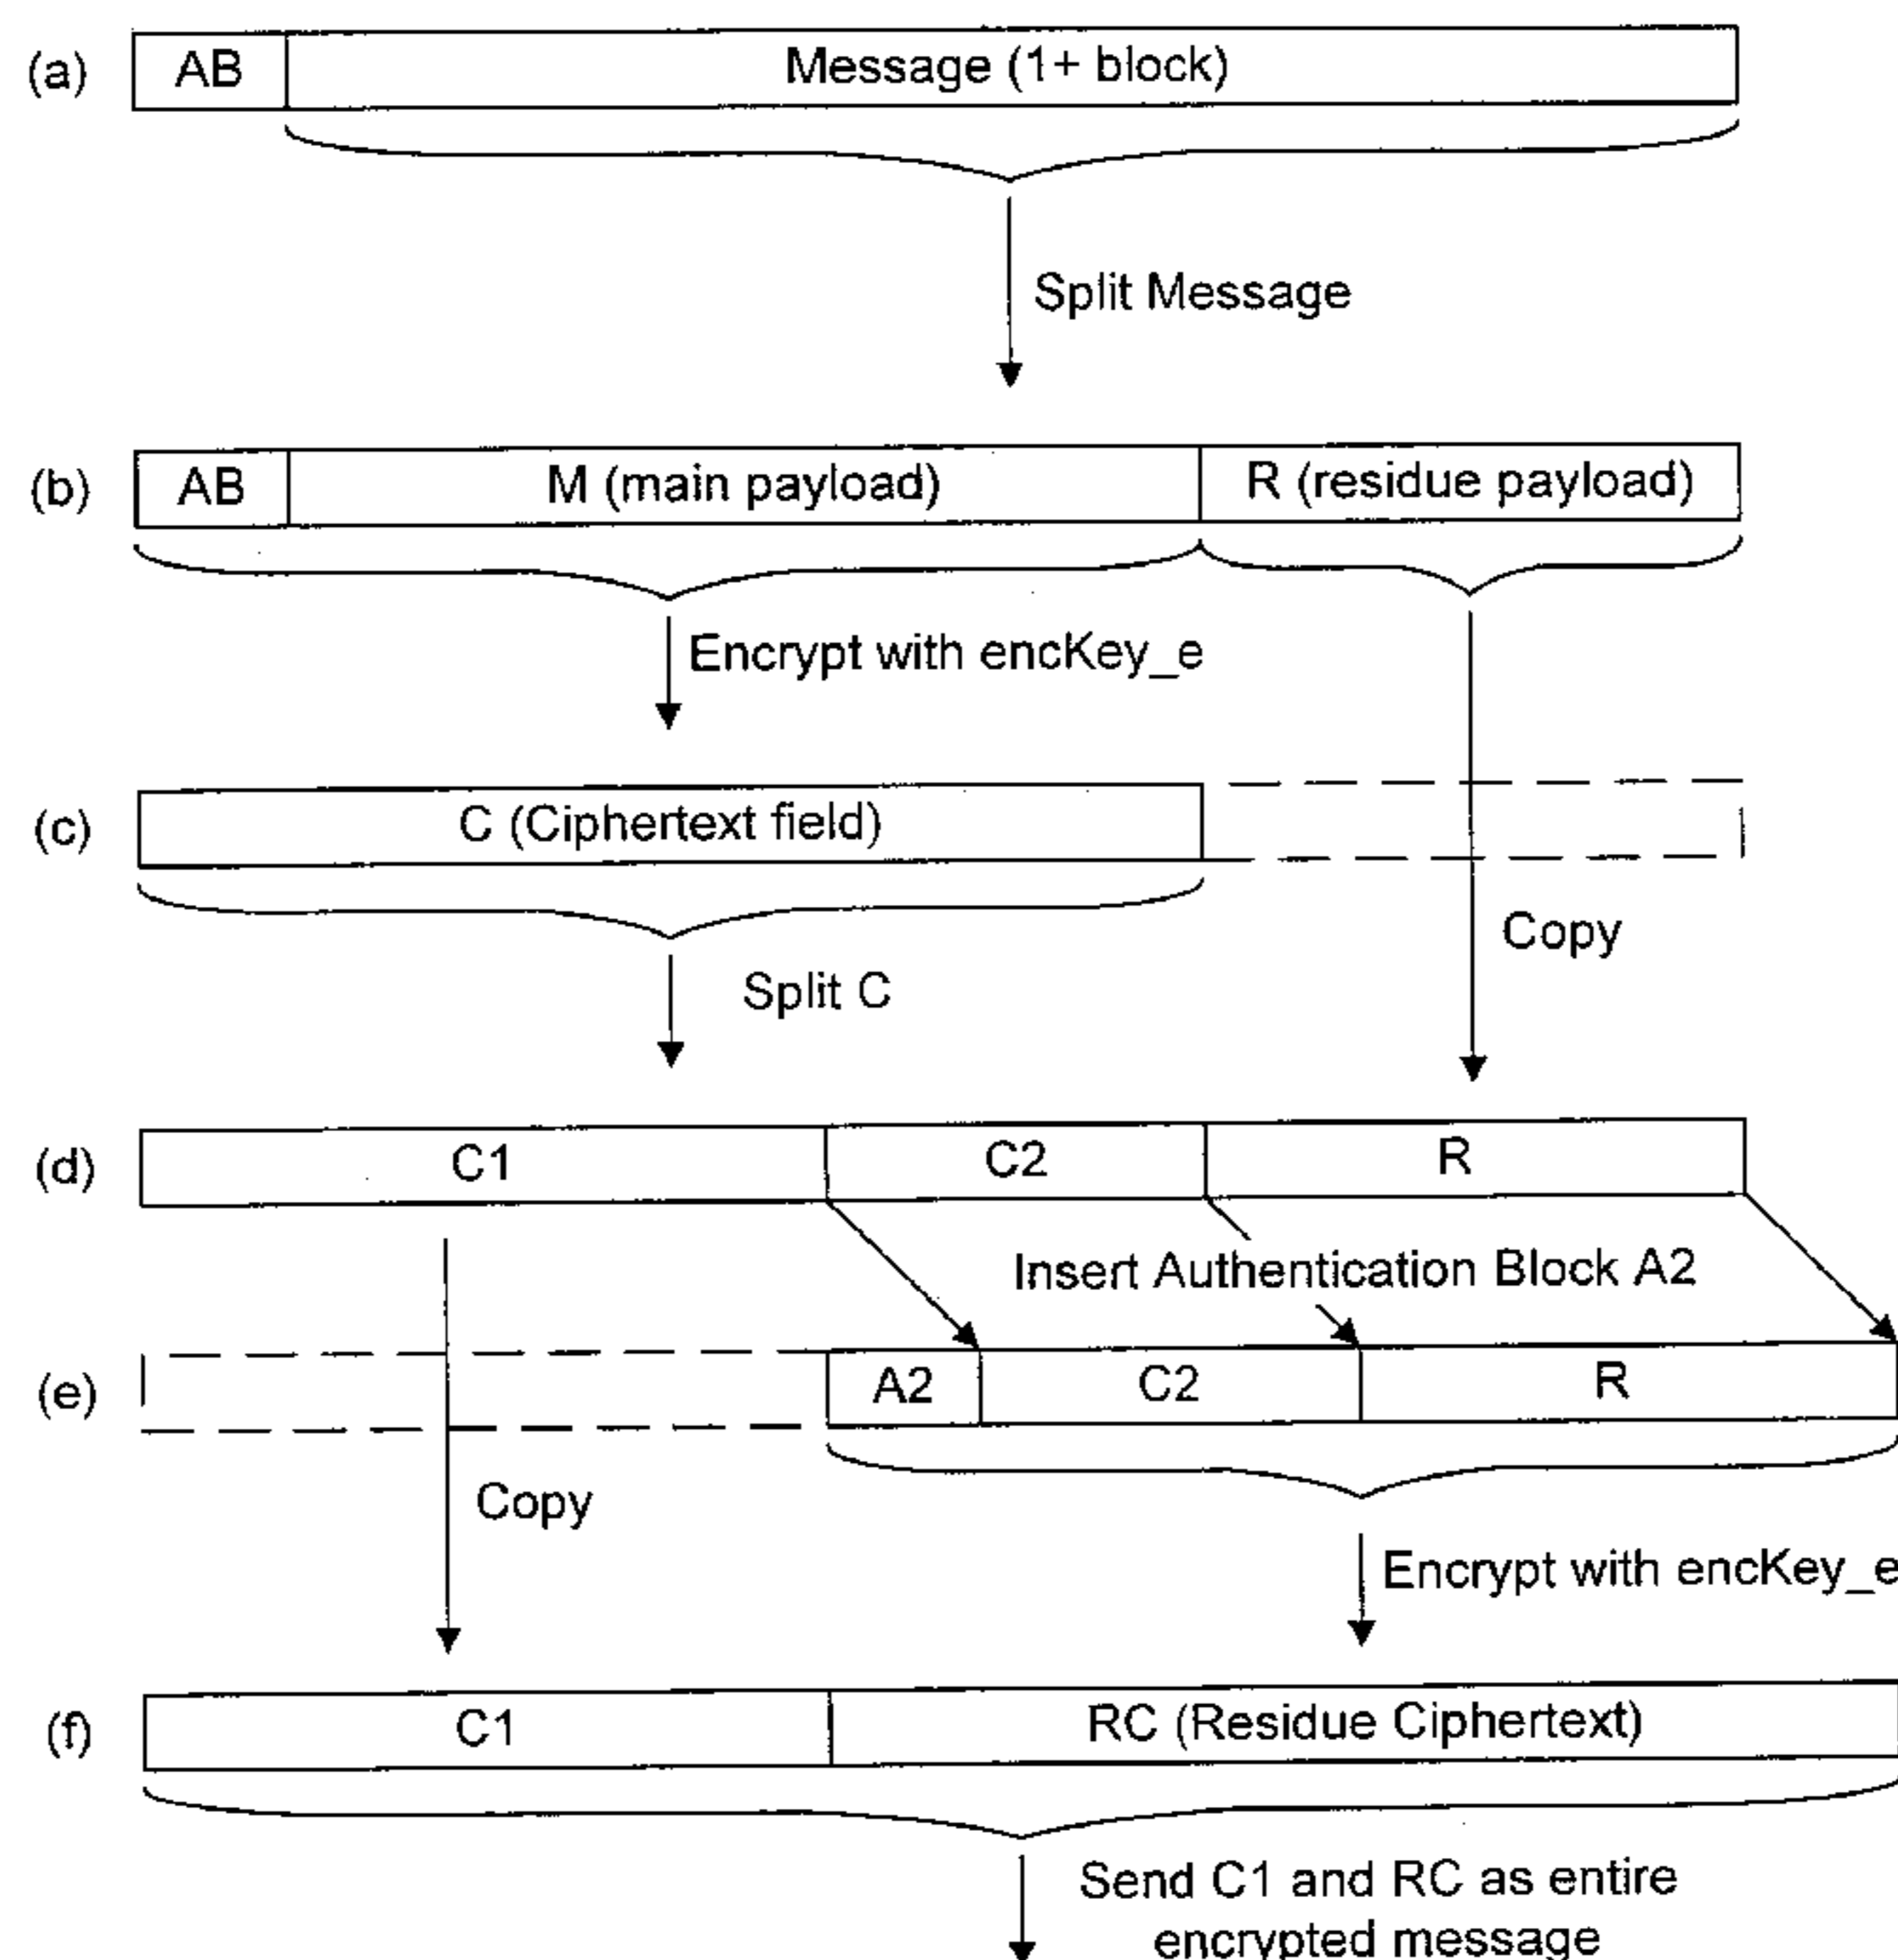 (a) AB Message (1+ block)
Split Message
(b) AB M (main payload) R (residue payload)
Encrypt with encKey_e
(c) C (Ciphertext field)
Copy
Split C
(d) C1 C2 R
Insert Authentication Block A2
(e) A2 C2 R
Copy
Encrypt with encKey_e
(f) C1 RC (Residue Ciphertext)
Send C1 and RC as entire
encrypted message